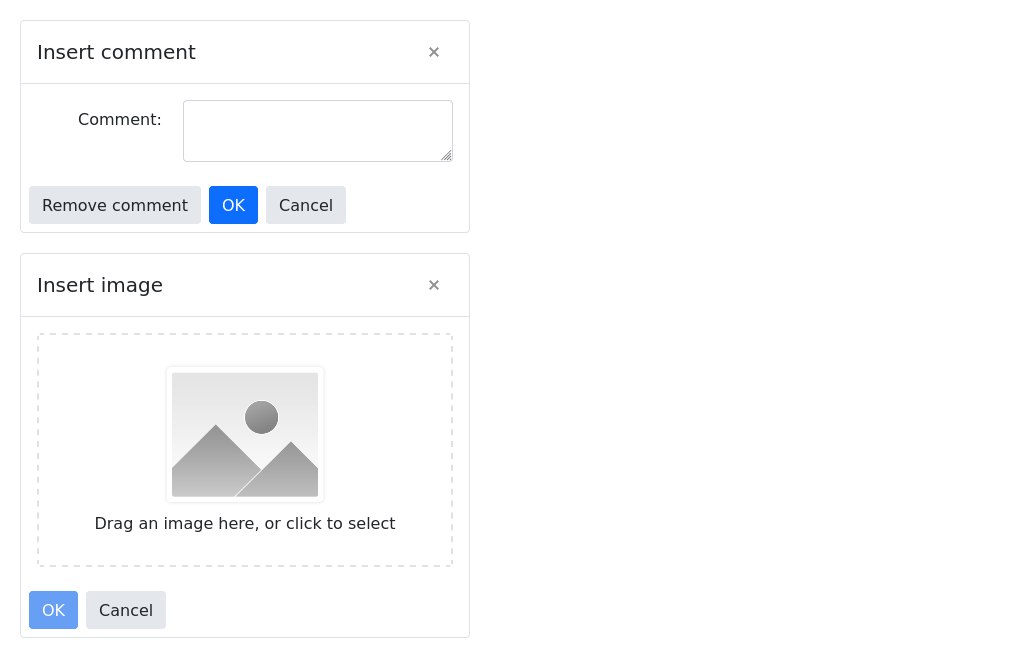 Insert comment
Comment:
Remove comment OK Cancel
Insert image
Drag an image here, or click to select
OK Cancel